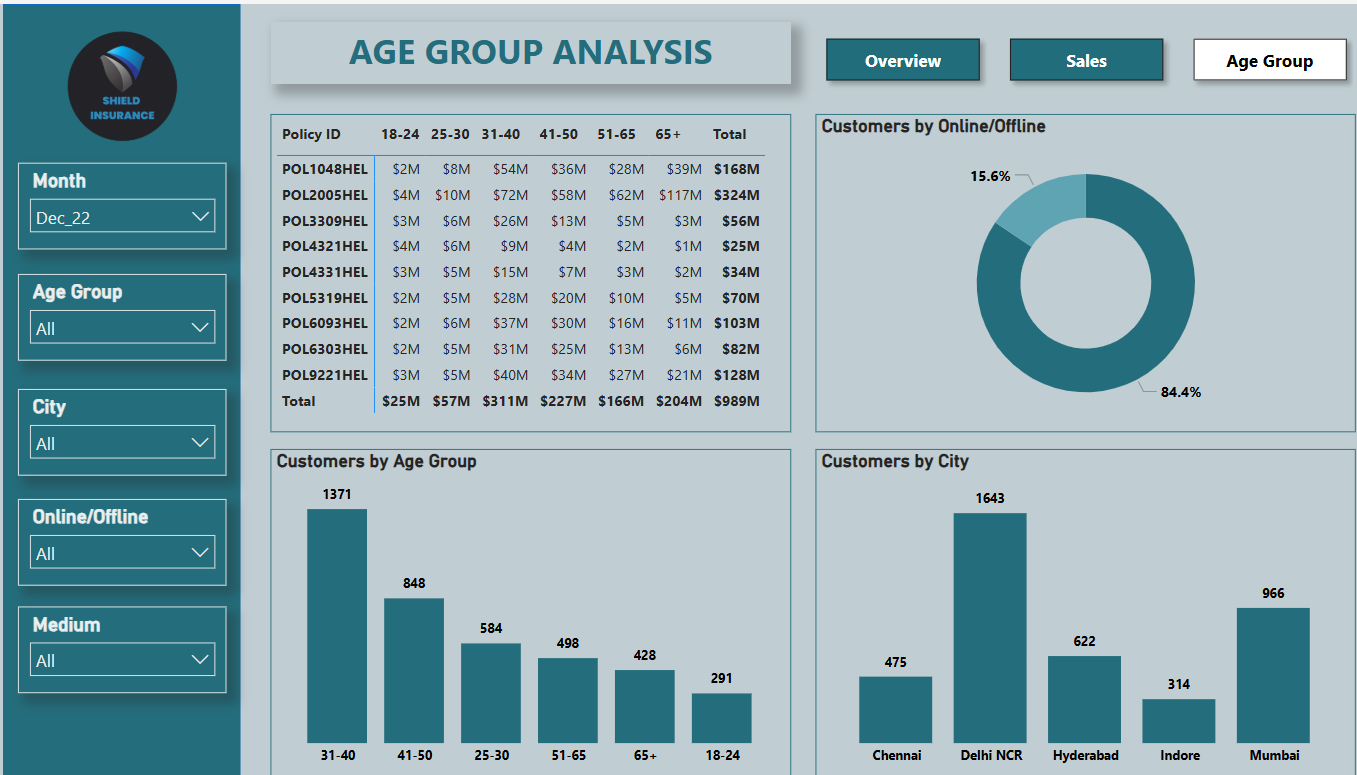 SHIELD
INSURANCE
Month
Dec_22
Age Group
All
City
All
Online/Offline
All
Medium
All
AGE GROUP ANALYSIS
Overview
Sales
Age Group
Policy ID 18-24 25-30 31-40 41-50 51-65 65+ Total
POL1048HEL $2M $8M $54M $36M $28M $39M $168M
POL2005HEL $4M $10M $72M $58M $62M $117M $324M
POL3309HEL $3M $6M $26M $13M $5M $3M $56M
POL4321HEL $4M $6M $9M $4M $2M $1M $25M
POL4331HEL $3M $5M $15M $7M $3M $2M $34M
POL5319HEL $2M $5M $28M $20M $10M $5M $70M
POL6093HEL $2M $6M $37M $30M $16M $11M $103M
POL6303HEL $2M $5M $31M $25M $13M $6M $82M
POL9221HEL $3M $5M $40M $34M $27M $21M $128M
Total $25M $57M $311M $227M $166M $204M $989M
Customers by Online/Offline
15.6%
84.4%
Customers by Age Group
1371
848
584
498
428
291
31-40 41-50 25-30 51-65 65+ 18-24
Customers by City
1643
966
622
475
314
Chennai Delhi NCR Hyderabad Indore Mumbai